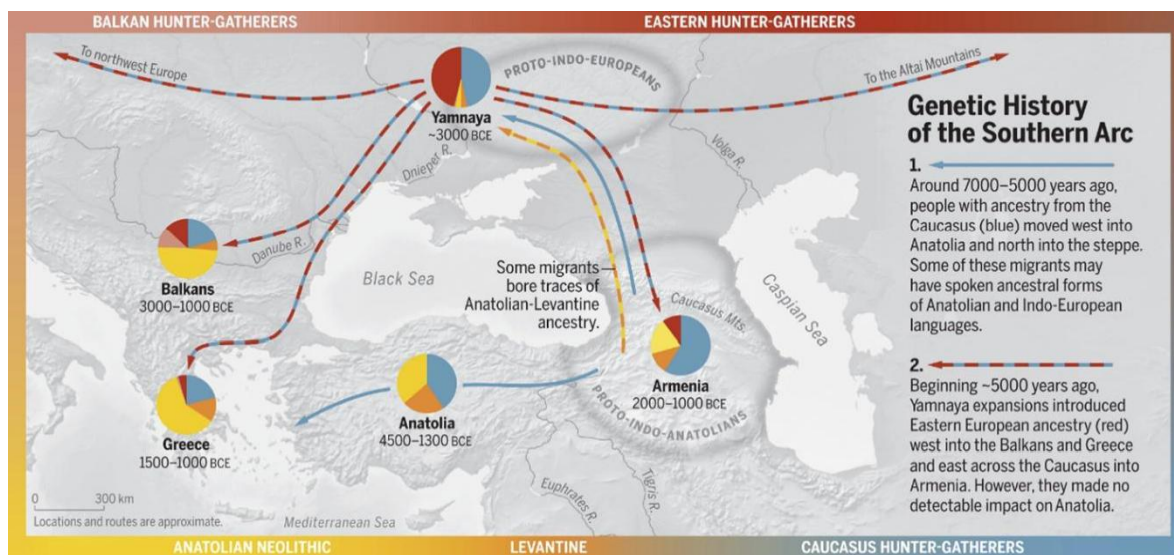 BALKAN HUNTER-GATHERERS
EASTERN HUNTER-GATHERERS
To northwest Europe
PROTO-INDO-EUROPEANS
To the Altai Mountains
Yamnaya
~3000 BCE
Dnieper R.
Volga R.
Danube R.
Balkans
3000–1000 BCE
Black Sea
Some migrants
bore traces of
Anatolian-Levantine
ancestry.
Caucasus Mts.
Caspian Sea
Armenia
2000–1000 BCE
PROTO-INDO-ANATOLIANS
Anatolia
4500–1300 BCE
Greece
1500–1000 BCE
Euphrates R.
Tigris R.
Mediterranean Sea
0 300 km
Locations and routes are approximate.
Genetic History
of the Southern Arc
1.
Around 7000–5000 years ago,
people with ancestry from the
Caucasus (blue) moved west into
Anatolia and north into the steppe.
Some of these migrants may
have spoken ancestral forms
of Anatolian and Indo-European
languages.
2.
Beginning ~5000 years ago,
Yamnaya expansions introduced
Eastern European ancestry (red)
west into the Balkans and Greece
and east across the Caucasus into
Armenia. However, they made no
detectable impact on Anatolia.
ANATOLIAN NEOLITHIC
LEVANTINE
CAUCASUS HUNTER-GATHERERS